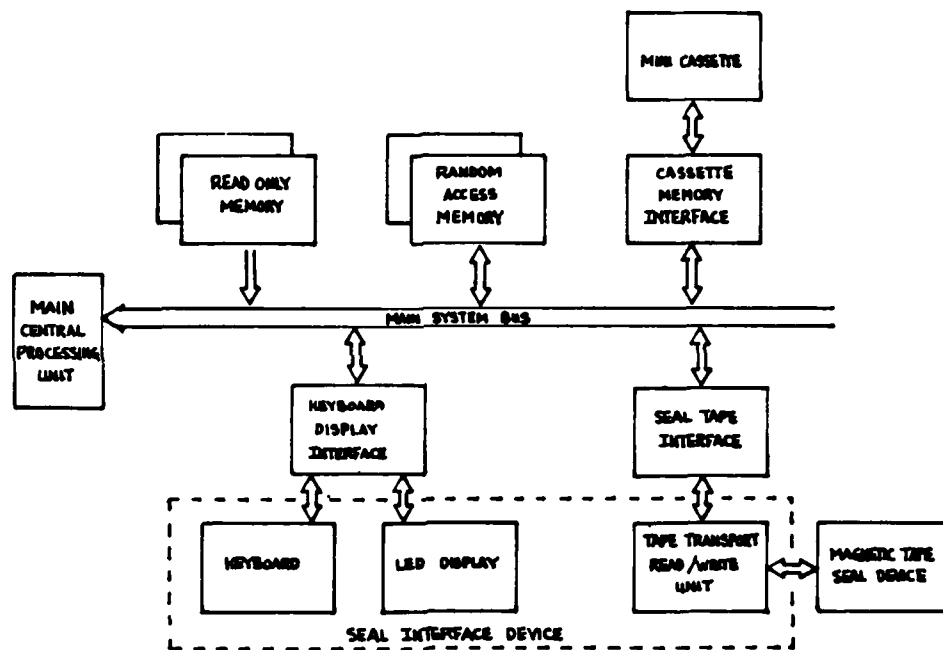 MINI CASSETTE
READ ONLY
MEMORY
RANDOM
ACCESS
MEMORY
CASSETTE
MEMORY
INTERFACE
MAIN
CENTRAL
PROCESSING
UNIT
MAIN SYSTEM BUS
KEYBOARD
DISPLAY
INTERFACE
SEAL TAPE
INTERFACE
KEYBOARD
LED DISPLAY
TAPE TRANSPORT
READ/WRITE
UNIT
MAGNETIC TAPE
SEAL DEVICE
SEAL INTERFACE DEVICE